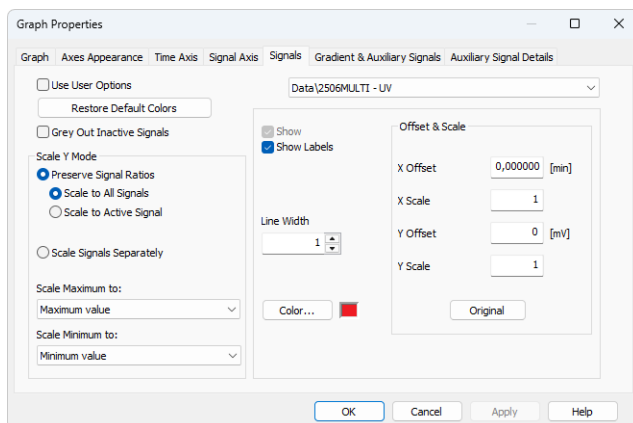 Graph Properties
Graph Axes Appearance Time Axis Signal Axis Signals Gradient & Auxiliary Signals Auxiliary Signal Details
Use User Options
Data\2506MULTI - UV
Restore Default Colors
Grey Out Inactive Signals
Show
Show Labels
Offset & Scale
Scale Y Mode
Preserve Signal Ratios
Scale to All Signals
Scale to Active Signal
Scale Signals Separately
X Offset 0,000000 [min]
X Scale 1
Line Width
1
Y Offset 0 [mV]
Y Scale 1
Scale Maximum to:
Maximum value
Color...
Original
Scale Minimum to:
Minimum value
OK Cancel Apply Help